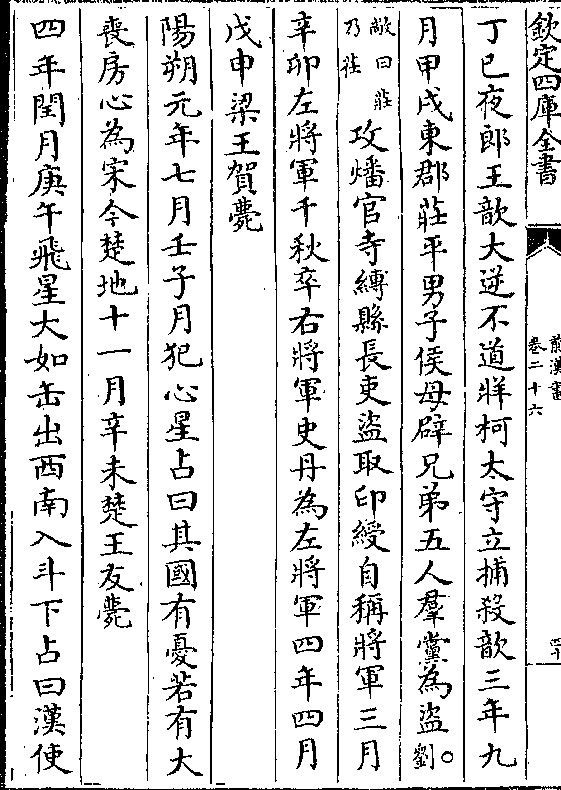 欽定四庫全書
前漢書
卷二十六
四十
丁巳夜郎王歆大逆不道牂柯太守立捕殺歆三年九
月甲戌東郡莊平男子侯母辟兄弟五人羣黨為盜○劉
敞曰莊
乃茌
攻燔官寺縛縣長吏盜取印綬自稱將軍三月
辛卯左將軍千秋卒右將軍史丹為左將軍四年四月
戊申梁王賀薨
陽朔元年七月壬子月犯心星占曰其國有憂若有大
喪房心為宋今楚地十一月辛未楚王友薨
四年閏月庚午飛星大如缶出西南入斗下占曰漢使